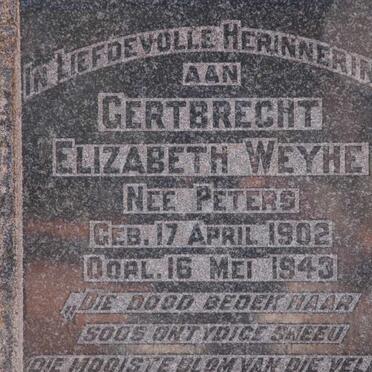 IN LIEFDEVOLLE HERINNERIN
AAN
GERTBRECHT
ELIZABETH WEYHE
NEE PETERS
GEB. 17 APRIL 1902
OORL. 16 MEI 1943
„DIE DOOD BEDEK HAAR
SOOS ONTYDIGE SNEEU
DIE MOOISTE BLOM VAN DIE VEL